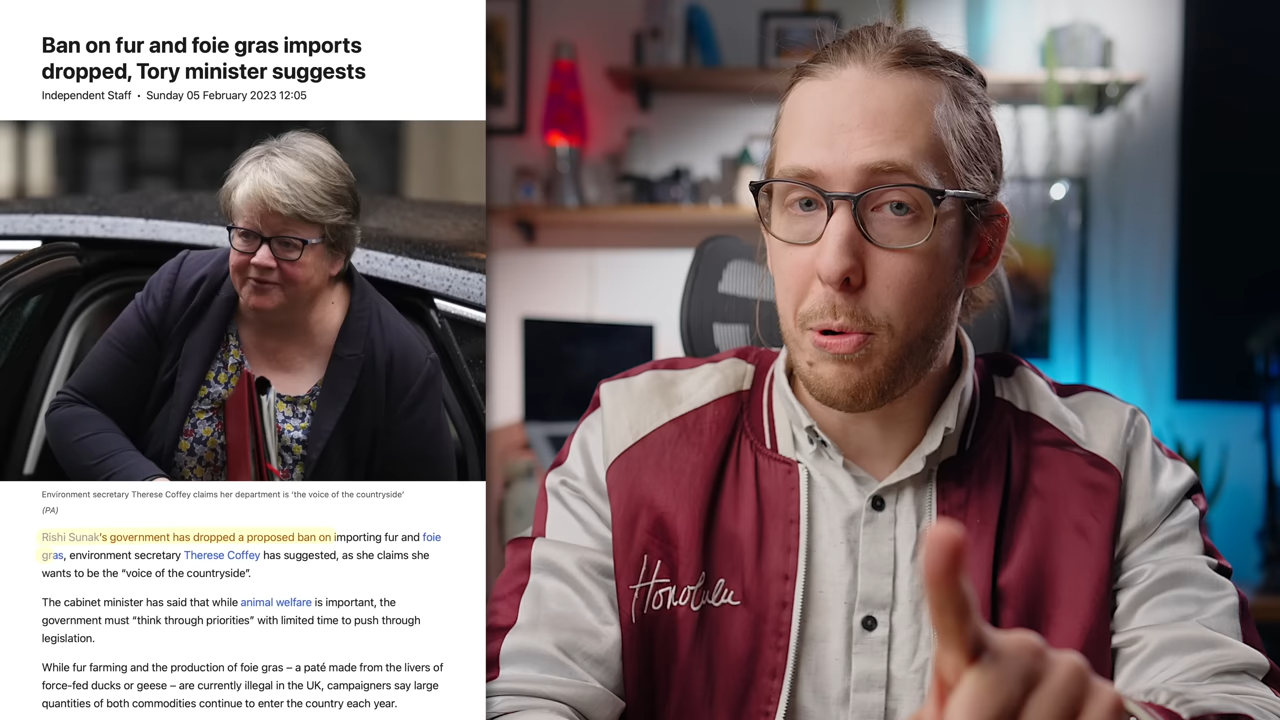 Ban on fur and foie gras imports
dropped, Tory minister suggests
Independent Staff • Sunday 05 February 2023 12:05
Environment secretary Therese Coffey claims her department is ‘the voice of the countryside’
(PA)
Rishi Sunak’s government has dropped a proposed ban on importing fur and foie
gras, environment secretary Therese Coffey has suggested, as she claims she
wants to be the “voice of the countryside”.
The cabinet minister has said that while animal welfare is important, the
government must “think through priorities” with limited time to push through
legislation.
While fur farming and the production of foie gras – a paté made from the livers of
force-fed ducks or geese – are currently illegal in the UK, campaigners say large
quantities of both commodities continue to enter the country each year.
Honolulu